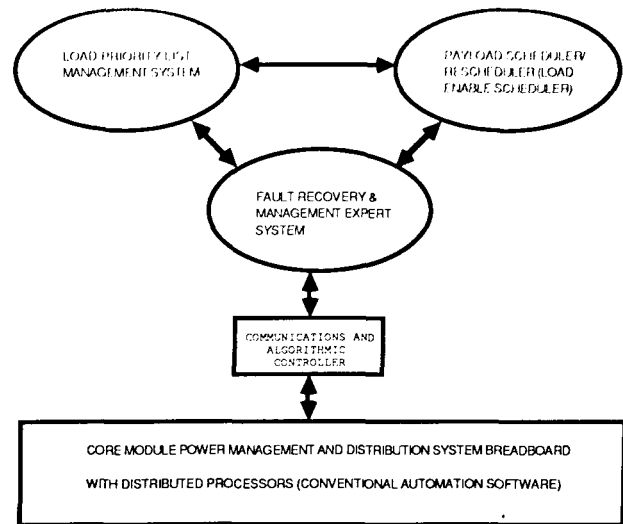 LOAD PRIORITY LIST
MANAGEMENT SYSTEM
PAYLOAD SCHEDULER/
RESCHEDULER (LOAD
ENABLE SCHEDULER)
FAULT RECOVERY &
MANAGEMENT EXPERT
SYSTEM
COMMUNICATIONS AND
ALGORITHMIC
CONTROLLER
CORE MODULE POWER MANAGEMENT AND DISTRIBUTION SYSTEM BREADBOARD
WITH DISTRIBUTED PROCESSORS (CONVENTIONAL AUTOMATION SOFTWARE)